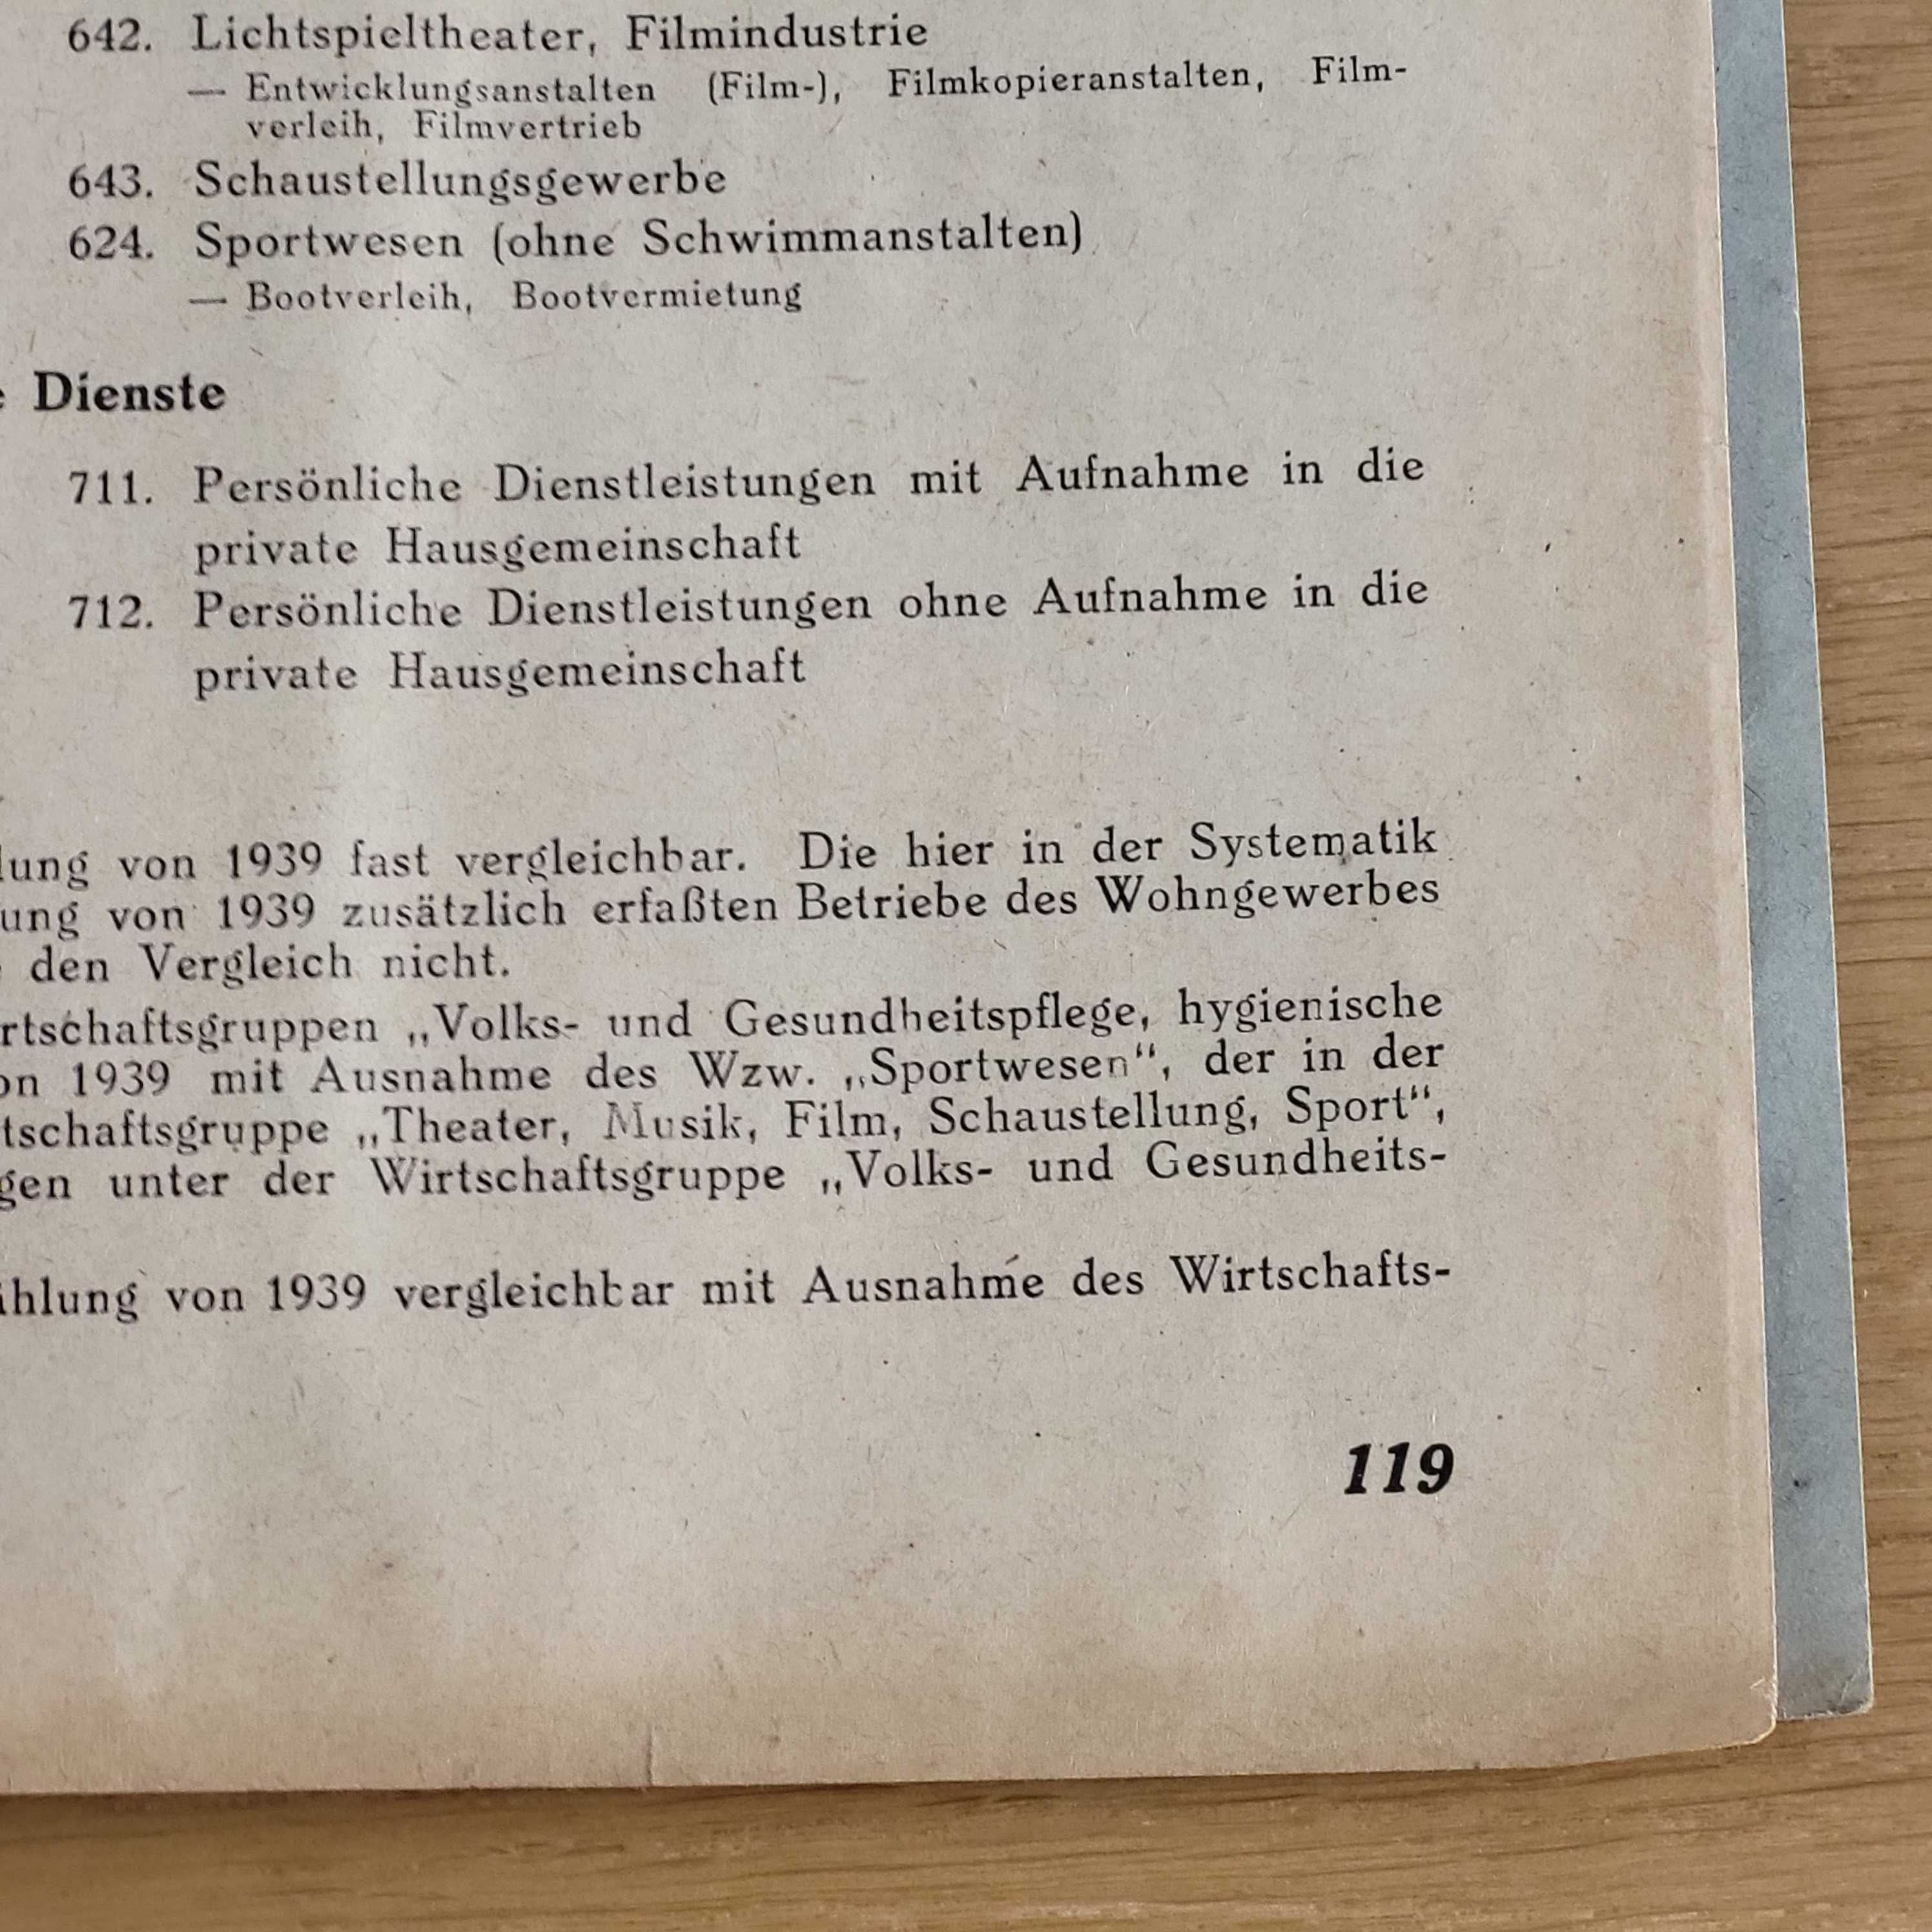 642. Lichtspieltheater, Filmindustrie
— Entwicklungsanstalten (Film-), Filmkopieranstalten, Film-
verleih, Filmvertrieb
643. Schaustellungsgewerbe
624. Sportwesen (ohne Schwimmanstalten)
— Bootverleih, Bootvermietung
Dienste
711. Persönliche Dienstleistungen mit Aufnahme in die
private Hausgemeinschaft
712. Persönliche Dienstleistungen ohne Aufnahme in die
private Hausgemeinschaft
lung von 1939 fast vergleichbar. Die hier in der Systematik
ung von 1939 zusätzlich erfaßten Betriebe des Wohngewerbes
den Vergleich nicht.
rtschaftsgruppen „Volks- und Gesundheitspflege, hygienische
on 1939 mit Ausnahme des Wzw. „Sportwesen“, der in der
tschaftsgruppe „Theater, Musik, Film, Schaustellung, Sport“,
gen unter der Wirtschaftsgruppe „Volks- und Gesundheits-
ählung von 1939 vergleichbar mit Ausnahme des Wirtschafts-
119